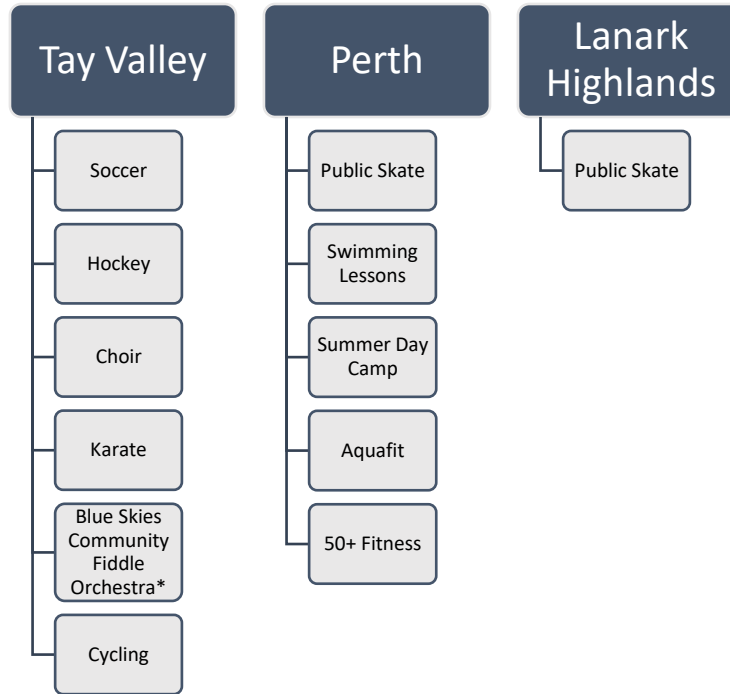 Tay Valley
Soccer
Hockey
Choir
Karate
Blue Skies
Community
Fiddle
Orchestra*
Cycling
Perth
Public Skate
Swimming
Lessons
Summer Day
Camp
Aquafit
50+ Fitness
Lanark
Highlands
Public Skate